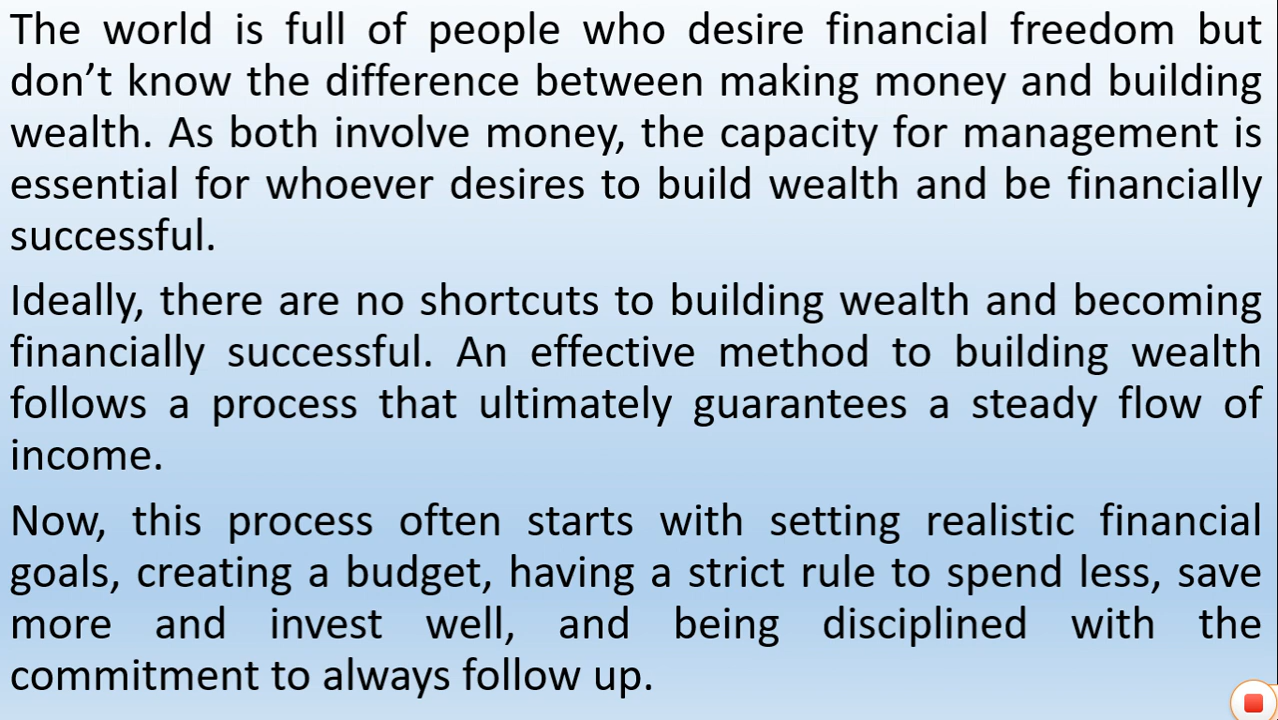 The world is full of people who desire financial freedom but
don’t know the difference between making money and building
wealth. As both involve money, the capacity for management is
essential for whoever desires to build wealth and be financially
successful.
Ideally, there are no shortcuts to building wealth and becoming
financially successful. An effective method to building wealth
follows a process that ultimately guarantees a steady flow of
income.
Now, this process often starts with setting realistic financial
goals, creating a budget, having a strict rule to spend less, save
more and invest well, and being disciplined with the
commitment to always follow up.